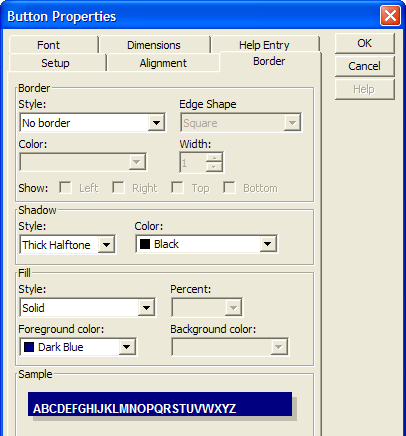 Button Properties
Font Dimensions Help Entry
Setup Alignment Border
OK
Cancel
Help
Border
Style: Edge Shape
No border Square
Color: Width:
1
Show: Left Right Top Bottom
Shadow
Style: Color:
Thick Halftone Black
Fill
Style: Percent:
Solid
Foreground color: Background color:
Dark Blue
Sample
ABCDEFGHIJKLMNOPQRSTUVWXYZ